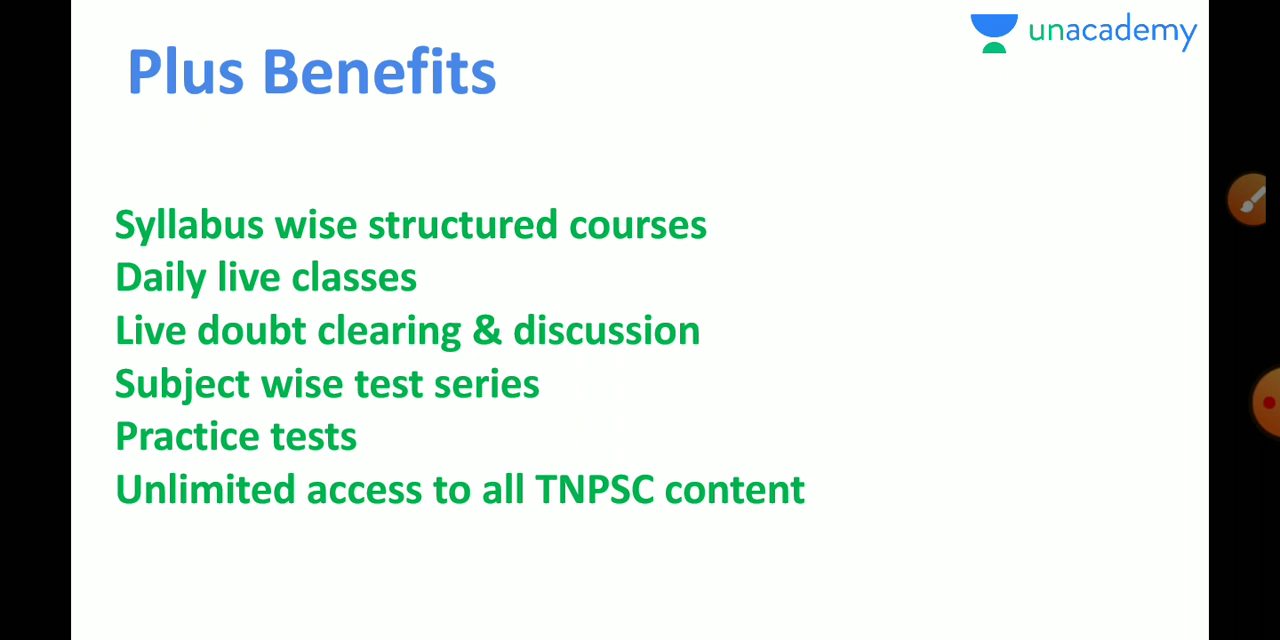 unacademy
Plus Benefits
Syllabus wise structured courses
Daily live classes
Live doubt clearing & discussion
Subject wise test series
Practice tests
Unlimited access to all TNPSC content